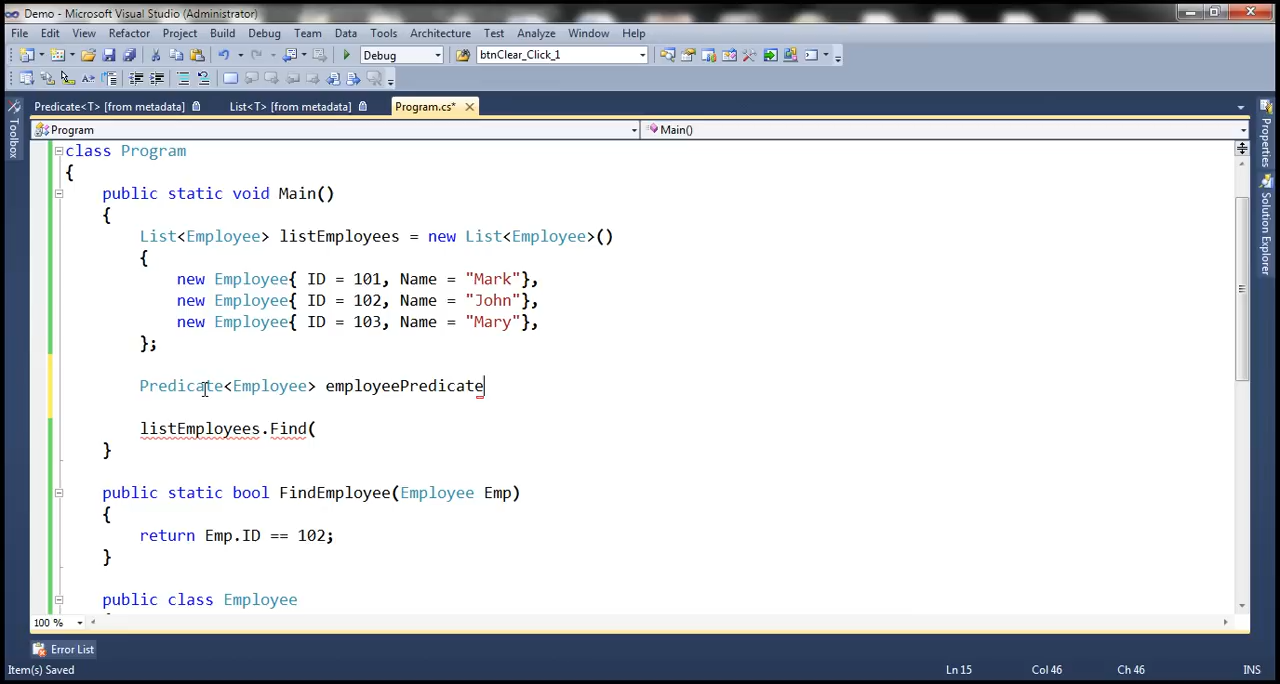 Demo - Microsoft Visual Studio (Administrator)
File Edit View Refactor Project Build Debug Team Data Tools Architecture Test Analyze Window Help
Debug btnClear_Click_1
Predicate<T> [from metadata] List<T> [from metadata] Program.cs*
Program Main()
class Program
{
public static void Main()
{
List<Employee> listEmployees = new List<Employee>()
{
new Employee{ ID = 101, Name = "Mark"},
new Employee{ ID = 102, Name = "John"},
new Employee{ ID = 103, Name = "Mary"},
};
Predicate<Employee> employeePredicate
listEmployees.Find(
}
public static bool FindEmployee(Employee Emp)
{
return Emp.ID == 102;
}
public class Employee
100 %
Error List
Item(s) Saved Ln 15 Col 46 Ch 46 INS
Toolbox
Properties
Solution Explorer